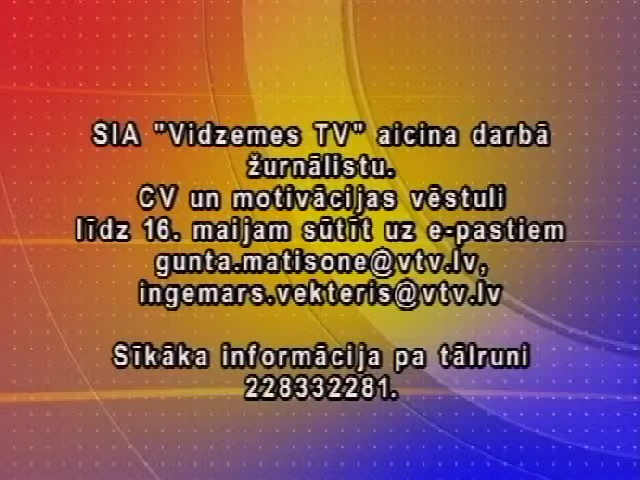 SIA "Vidzemes TV" aicina darbā
žurnālistu.
CV un motivācijas vēstuli
līdz 16. maijam sūtīt uz e-pastiem
gunta.matisone@vtv.lv,
ingemars.vekteris@vtv.lv
Sīkāka informācija pa tālruni
228332281.